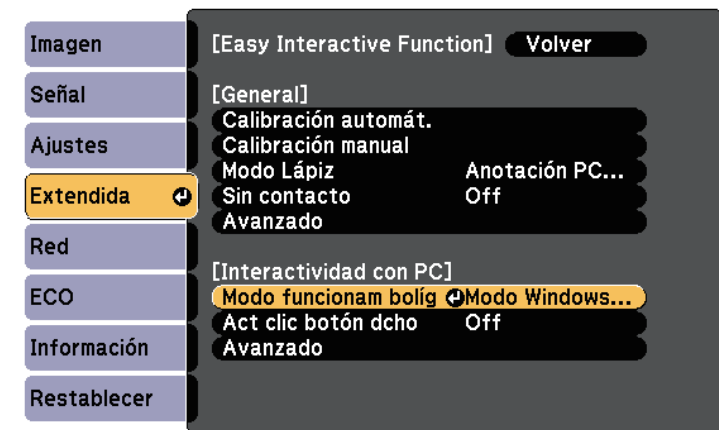 Imagen
Señal
Ajustes
Extendida
Red
ECO
Información
Restablecer
[Easy Interactive Function] Volver
[General]
Calibración automát.
Calibración manual
Modo Lápiz Anotación PC...
Sin contacto Off
Avanzado
[Interactividad con PC]
Modo funcionam bolíg Modo Windows...
Act clic botón dcho Off
Avanzado